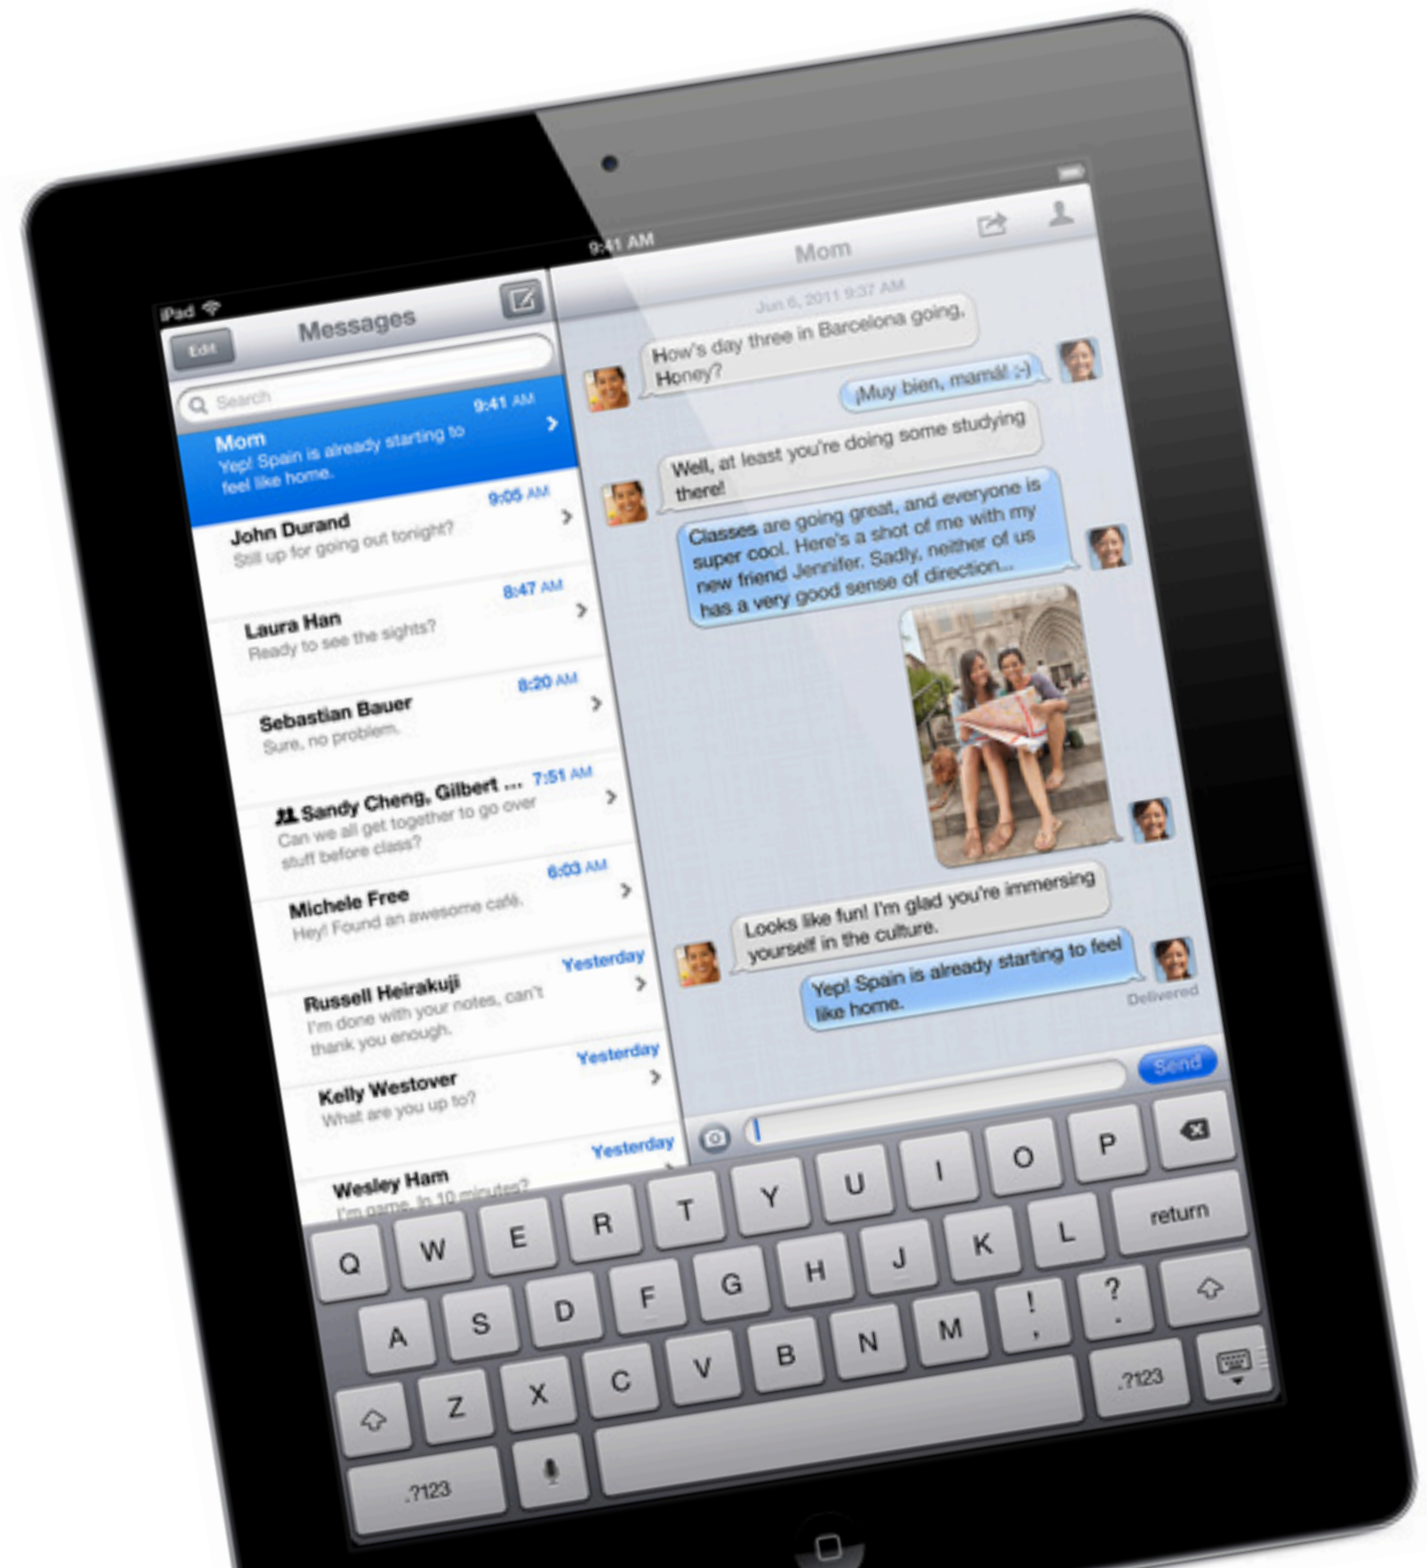 iPad
9:41 AM
Edit
Messages
Search
Mom
9:41 AM
Yep! Spain is already starting to
feel like home.
John Durand
9:05 AM
Still up for going out tonight?
Laura Han
8:47 AM
Ready to see the sights?
Sebastian Bauer
8:20 AM
Sure, no problem.
Sandy Cheng, Gilbert ...
7:51 AM
Can we all get together to go over
stuff before class?
Michele Free
6:03 AM
Hey! Found an awesome café.
Russell Heirakuji
Yesterday
I'm done with your notes, can't
thank you enough.
Kelly Westover
Yesterday
What are you up to?
Wesley Ham
Yesterday
I'm game. In 10 minutes?
Mom
Jun 6, 2011 9:37 AM
How's day three in Barcelona going,
Honey?
¡Muy bien, mamá! ;-)
Well, at least you're doing some studying
there!
Classes are going great, and everyone is
super cool. Here's a shot of me with my
new friend Jennifer. Sadly, neither of us
has a very good sense of direction...
Looks like fun! I'm glad you're immersing
yourself in the culture.
Yep! Spain is already starting to feel
like home.
Delivered
Send
Q W E R T Y U I O P
A S D F G H J K L return
Z X C V B N M ! , ? .
.?123 .?123